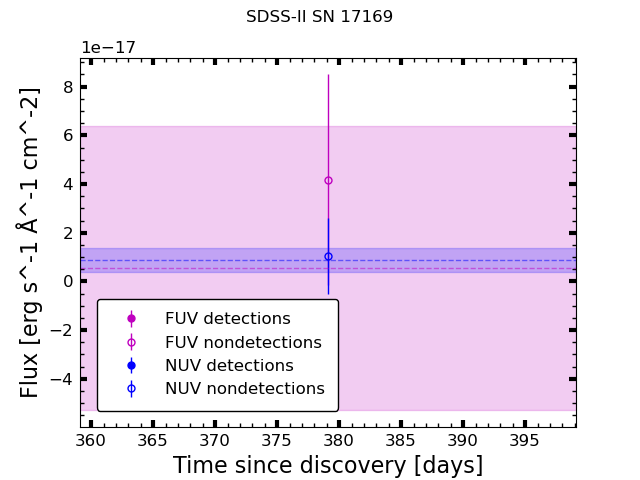 SDSS-II SN 17169
1e−17
8
6
4
2
0
−2
−4
Flux [erg s^-1 Å^-1 cm^-2]
FUV detections
FUV nondetections
NUV detections
NUV nondetections
360 365 370 375 380 385 390 395
Time since discovery [days]